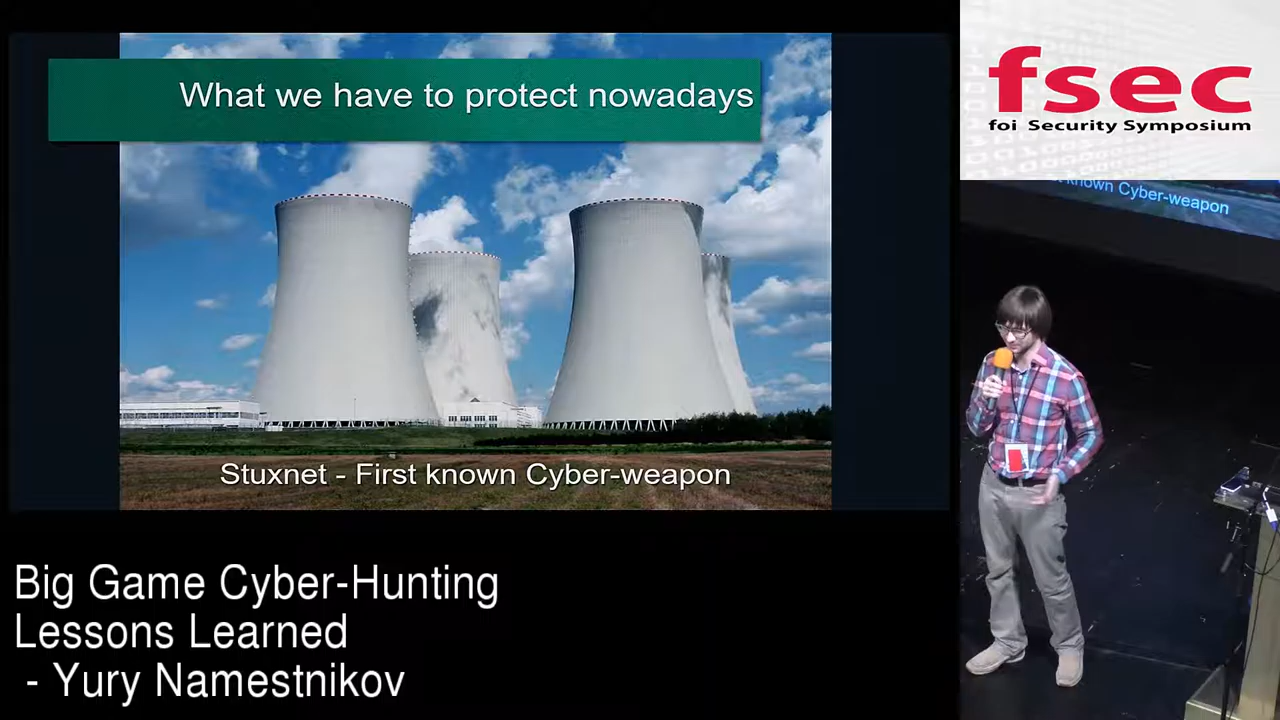 What we have to protect nowadays
Stuxnet - First known Cyber-weapon
fsec
foi Security Symposium
known Cyber-weapon
Big Game Cyber-Hunting
Lessons Learned
- Yury Namestnikov